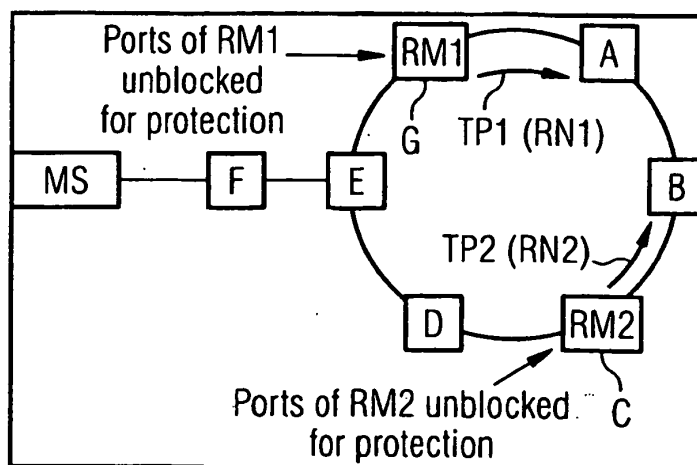 Ports of RM1
unblocked
for protection
RM1
A
G
TP1 (RN1)
MS
F
E
B
TP2 (RN2)
D
RM2
Ports of RM2 unblocked
for protection
C